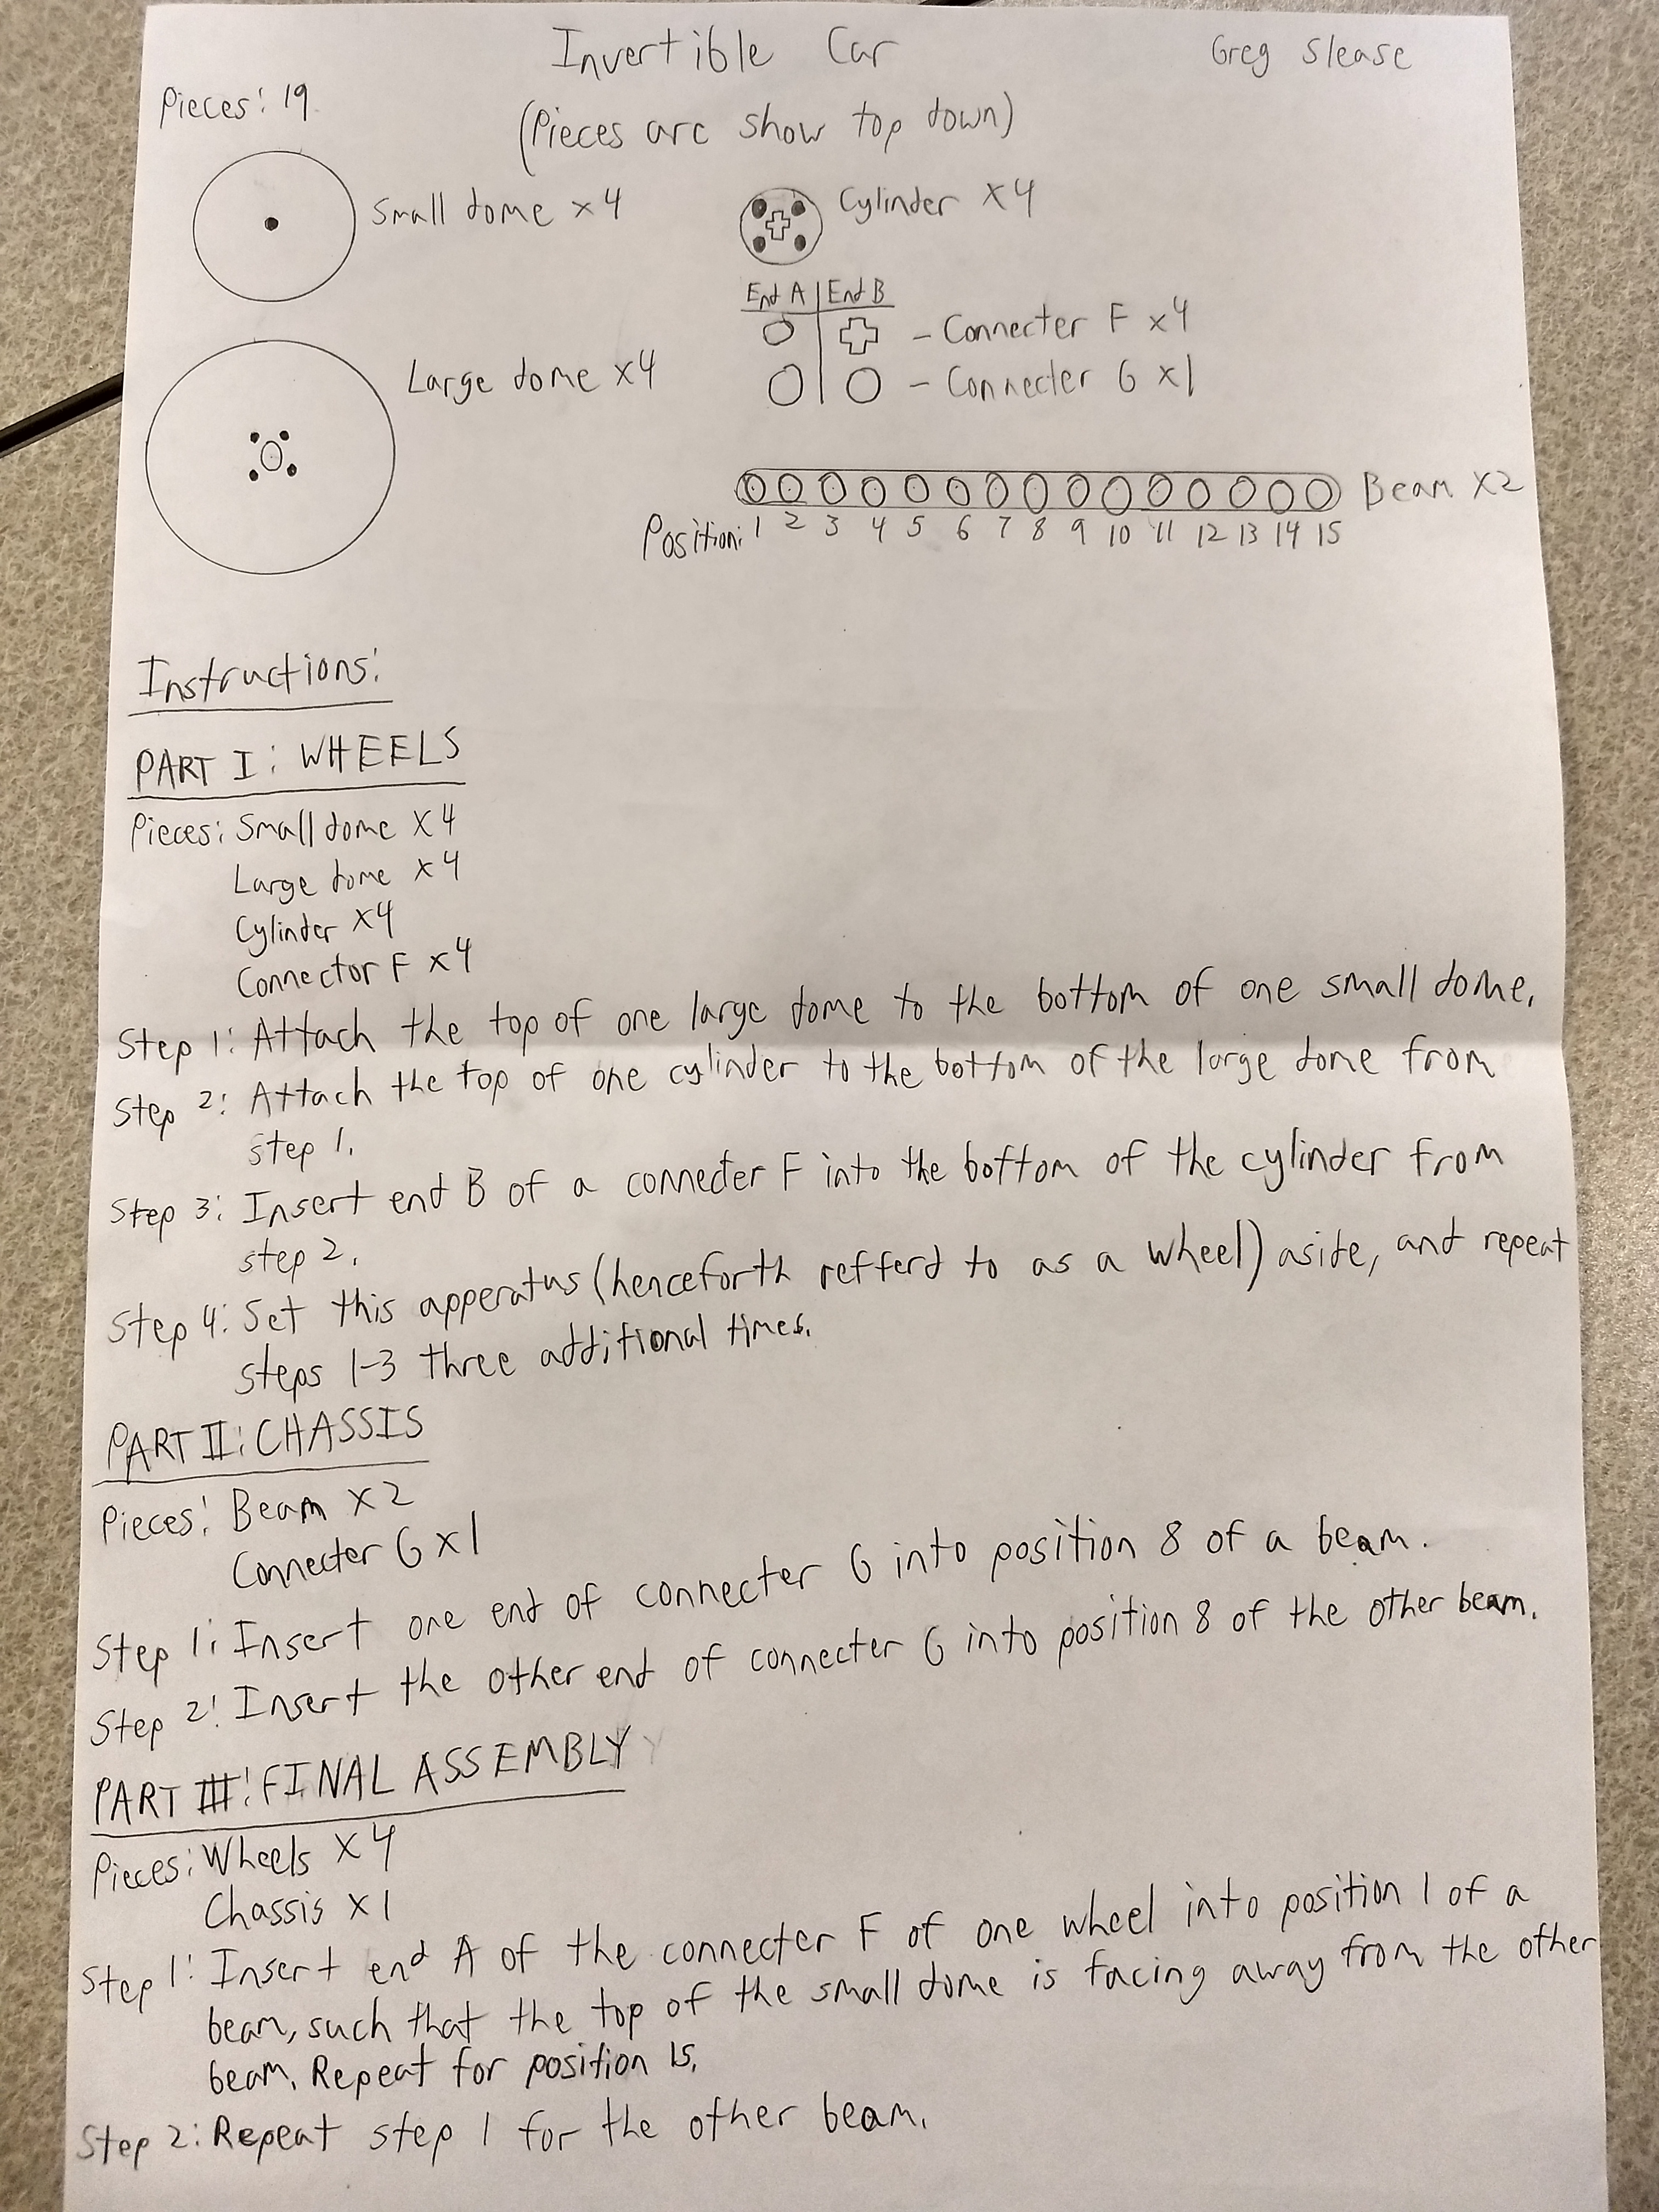 Invertible Car
Greg Slease
Pieces: 19
(Pieces are show top down)
Small dome x4
Cylinder x4
End A | End B
- Connecter F x4
- Connecter G x1
Large dome x4
Beam x2
Position: 1 2 3 4 5 6 7 8 9 10 11 12 13 14 15
Instructions:
PART I: WHEELS
Pieces: Small dome x4
Large dome x4
Cylinder x4
Connector F x4
Step 1: Attach the top of one large dome to the bottom of one small dome.
Step 2: Attach the top of one cylinder to the bottom of the large dome from
step 1.
Step 3: Insert end B of a connecter F into the bottom of the cylinder from
step 2.
Step 4: Set this apperatus (henceforth refferd to as a wheel) aside, and repeat
steps 1-3 three additional times.
PART II: CHASSIS
Pieces: Beam x2
Connecter G x1
Step 1: Insert one end of connecter G into position 8 of a beam.
Step 2: Insert the other end of connecter G into position 8 of the other beam.
PART III: FINAL ASSEMBLY
Pieces: Wheels x4
Chassis x1
Step 1: Insert end A of the connecter F of one wheel into position 1 of a
beam, such that the top of the small dome is facing away from the other
beam. Repeat for position 15.
Step 2: Repeat step 1 for the other beam.